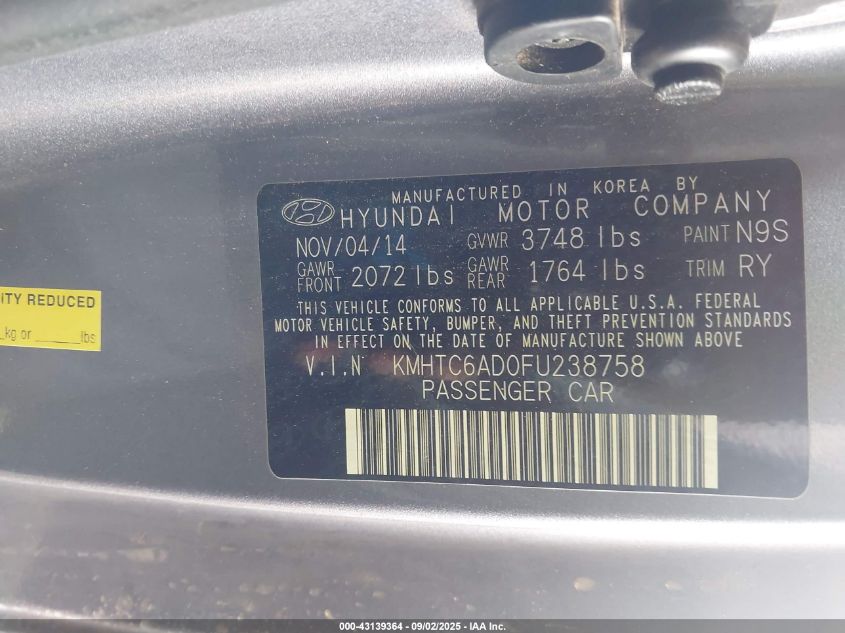 MANUFACTURED IN KOREA BY
HYUNDAI MOTOR COMPANY
NOV/04/14 GVWR 3748 lbs PAINT N9S
GAWR FRONT 2072 lbs GAWR REAR 1764 lbs TRIM RY
THIS VEHICLE CONFORMS TO ALL APPLICABLE U.S.A. FEDERAL
MOTOR VEHICLE SAFETY, BUMPER, AND THEFT PREVENTION STANDARDS
IN EFFECT ON THE DATE OF MANUFACTURE SHOWN ABOVE
V.I.N KMHTC6AD0FU238758
PASSENGER CAR
ITY REDUCED
kg or lbs
000-43139364 - 09/02/2025 - IAA Inc.